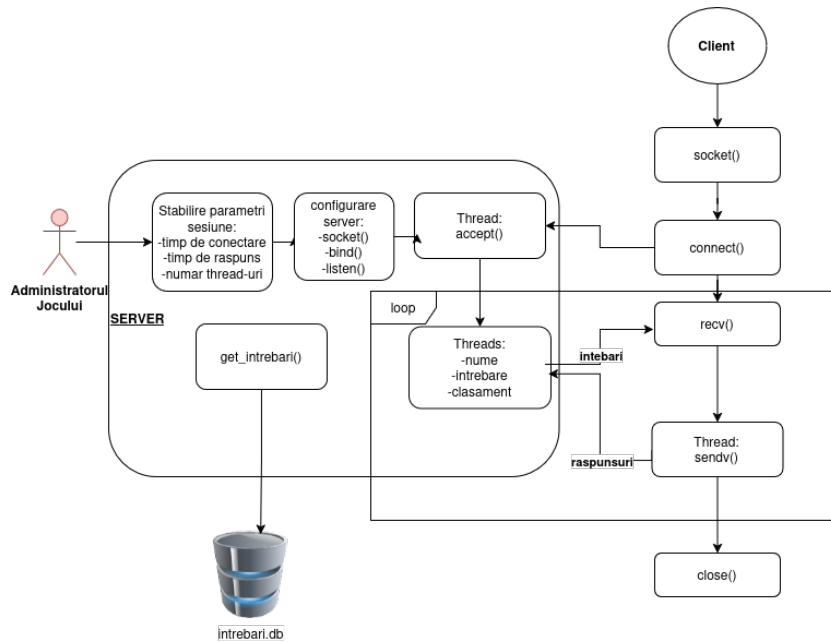 Client
socket()
Stabilire parametri
sesiune:
-timp de conectare
-timp de raspuns
-numar thread-uri
configurare
server:
-socket()
-bind()
-listen()
Thread:
accept()
connect()
Administratorul
Jocului
SERVER
loop
recv()
get_intrebari()
Threads:
-nume
-intrebare
-clasament
intebari
raspunsuri
Thread:
sendv()
close()
intrebari.db